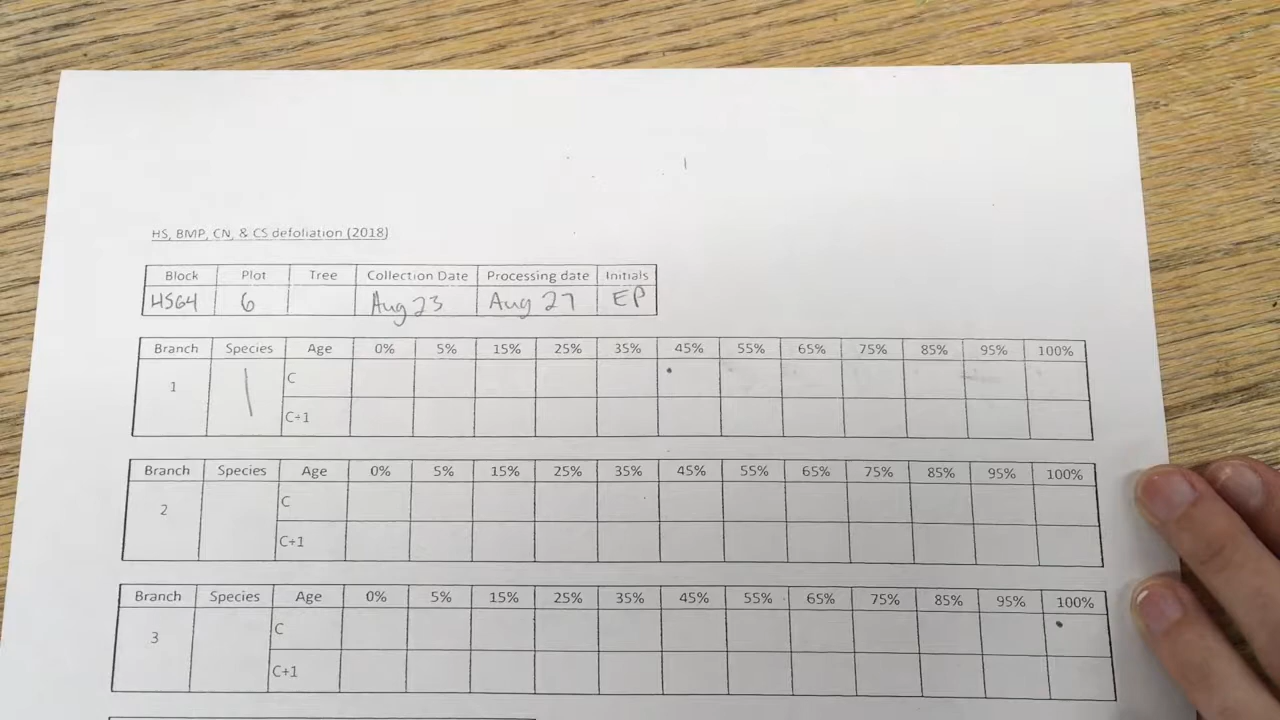 HS, BMP, CN, & CS defoliation (2018)
Block Plot Tree Collection Date Processing date Initials
HS64 6 Aug 23 Aug 27 EP
Branch Species Age 0% 5% 15% 25% 35% 45% 55% 65% 75% 85% 95% 100%
1 | C
C+1
Branch Species Age 0% 5% 15% 25% 35% 45% 55% 65% 75% 85% 95% 100%
2 C
C+1
Branch Species Age 0% 5% 15% 25% 35% 45% 55% 65% 75% 85% 95% 100%
3 C
C+1